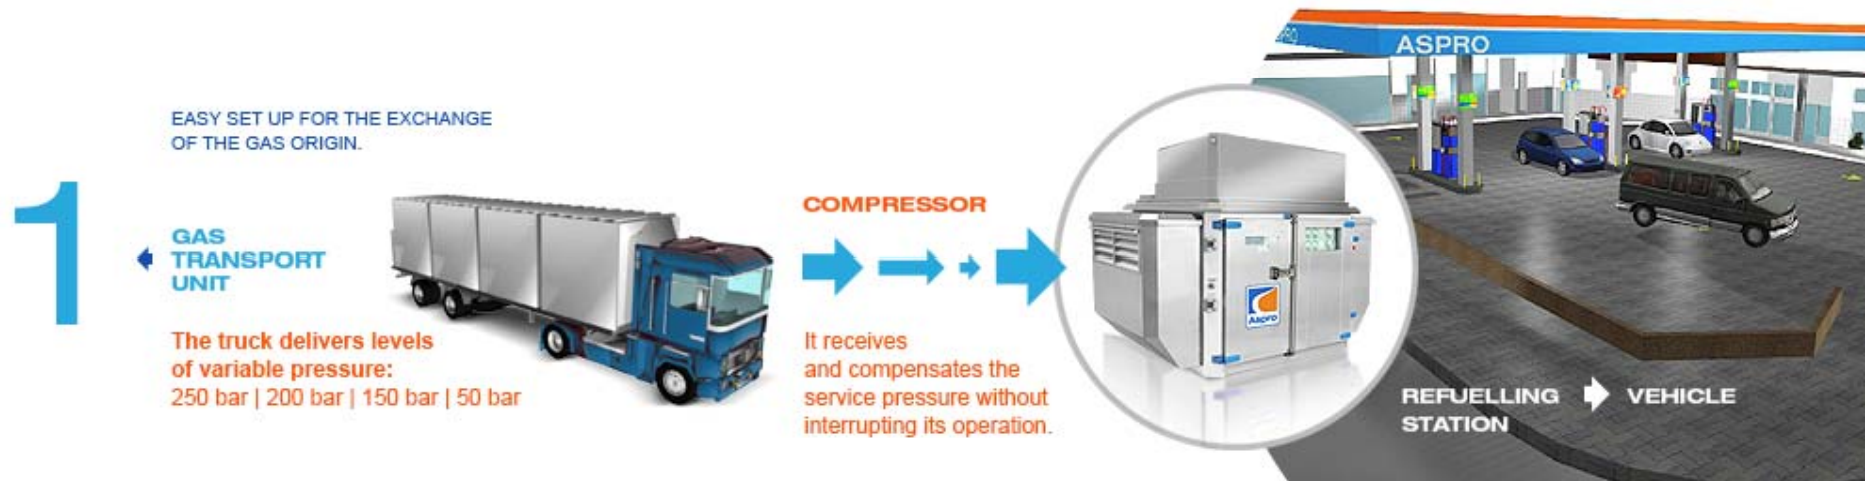 EASY SET UP FOR THE EXCHANGE
OF THE GAS ORIGIN.
1
GAS
TRANSPORT
UNIT
The truck delivers levels
of variable pressure:
250 bar | 200 bar | 150 bar | 50 bar
COMPRESSOR
It receives
and compensates the
service pressure without
interrupting its operation.
ASPRO
ASPRO
REFUELLING
STATION
VEHICLE